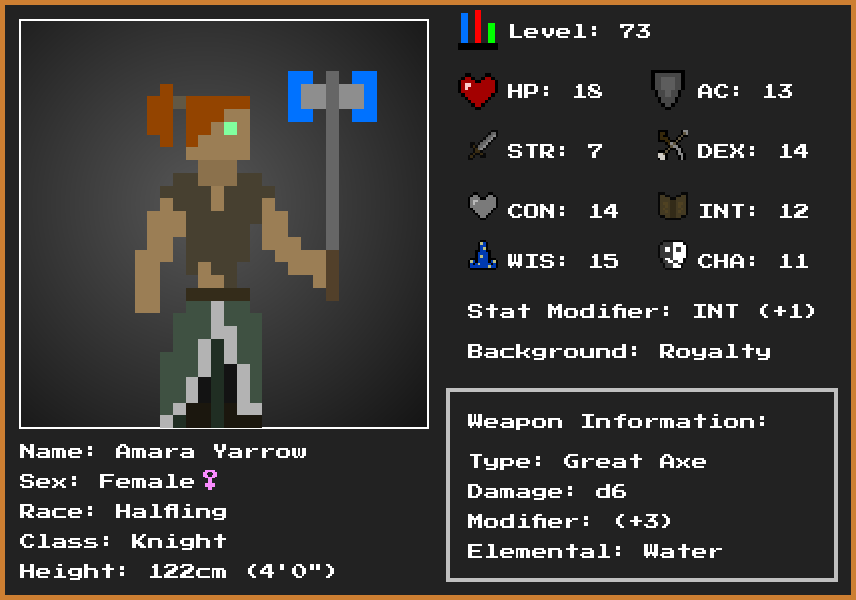 Level: 73
HP: 18 AC: 13
STR: 7 DEX: 14
CON: 14 INT: 12
WIS: 15 CHA: 11
Stat Modifier: INT (+1)
Background: Royalty
Weapon Information:
Type: Great Axe
Damage: d6
Modifier: (+3)
Elemental: Water
Name: Amara Yarrow
Sex: Female♀
Race: Halfling
Class: Knight
Height: 122cm (4'0")